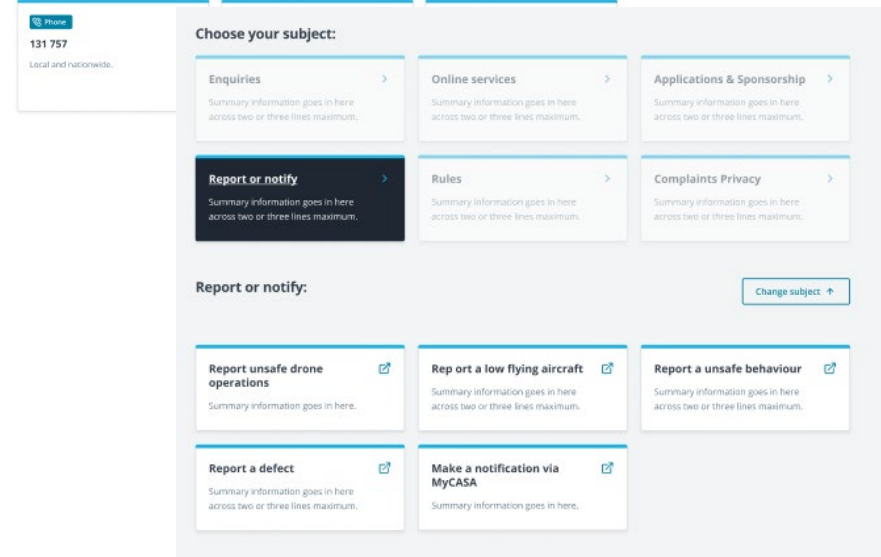 Phone
131 757
Local and nationwide.
Choose your subject:
Enquiries
Summary information goes in here
across two or three lines maximum.
Online services
Summary information goes in here
across two or three lines maximum.
Applications & Sponsorship
Summary information goes in here
across two or three lines maximum.
Report or notify
Summary information goes in here
across two or three lines maximum.
Rules
Summary information goes in here
across two or three lines maximum.
Complaints Privacy
Summary information goes in here
across two or three lines maximum.
Report or notify:
Change subject ↑
Report unsafe drone
operations
Summary information goes in here.
Rep ort a low flying aircraft
Summary information goes in here
across two or three lines maximum.
Report a unsafe behaviour
Summary information goes in here
across two or three lines maximum.
Report a defect
Summary information goes in here
across two or three lines maximum.
Make a notification via
MyCASA
Summary information goes in here.